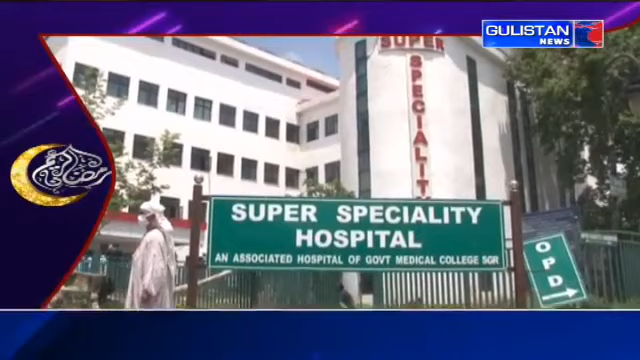 GULISTAN
NEWS
SUPER
SPECIALITY
SUPER SPECIALITY
HOSPITAL
AN ASSOCIATED HOSPITAL OF GOVT MEDICAL COLLEGE SGR
OPD